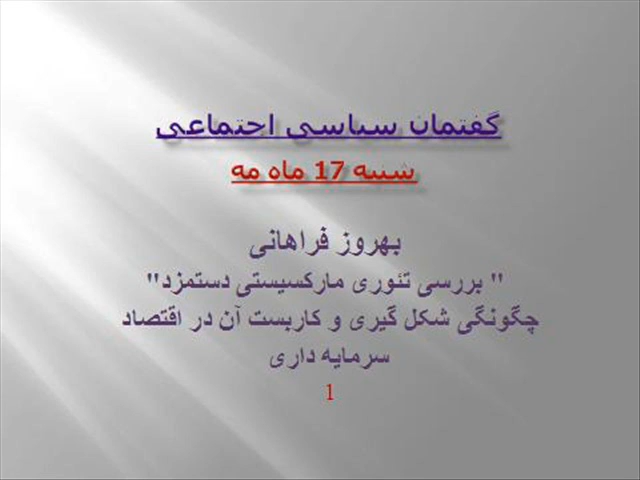 گفتمان سیاسی اجتماعی
شنبه 17 ماه مه
بهروز فراهانی
" بررسی تئوری مارکسیستی دستمزد"
چگونگی شکل گیری و کاربست آن در اقتصاد
سرمایه داری
1